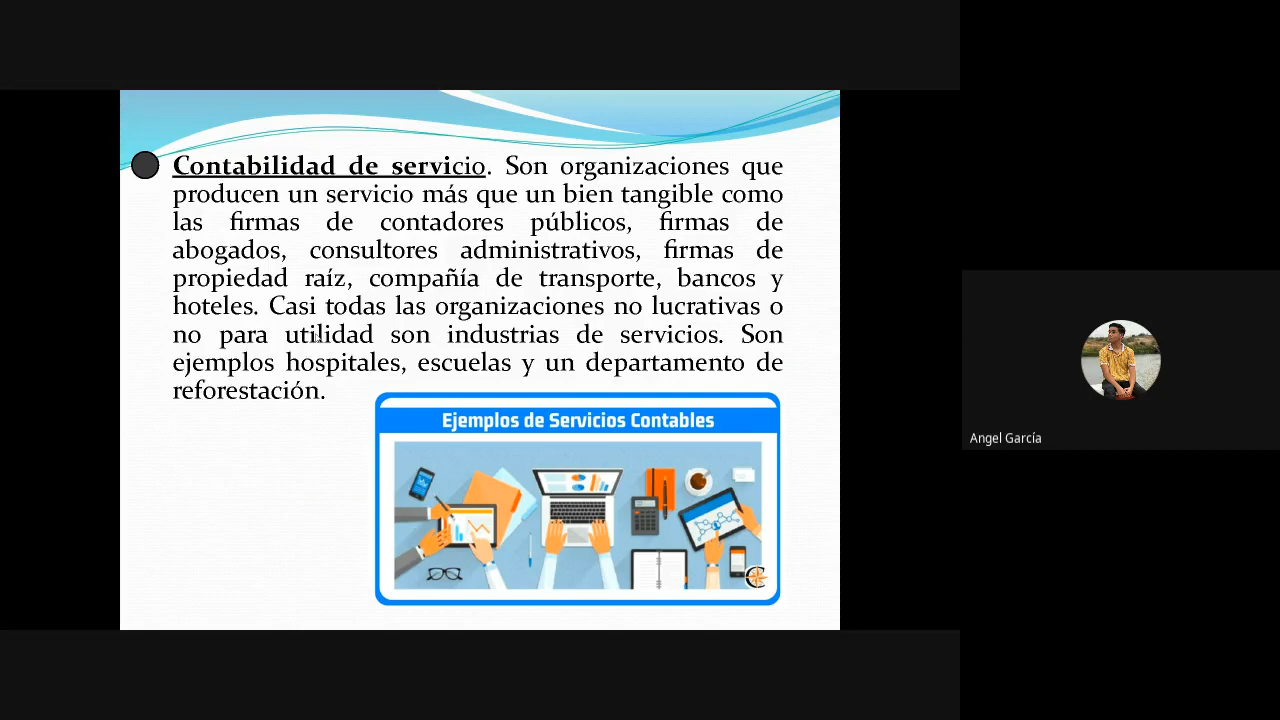 Contabilidad de servicio. Son organizaciones que
producen un servicio más que un bien tangible como
las firmas de contadores públicos, firmas de
abogados, consultores administrativos, firmas de
propiedad raíz, compañía de transporte, bancos y
hoteles. Casi todas las organizaciones no lucrativas o
no para utilidad son industrias de servicios. Son
ejemplos hospitales, escuelas y un departamento de
reforestación.
Ejemplos de Servicios Contables
Angel García